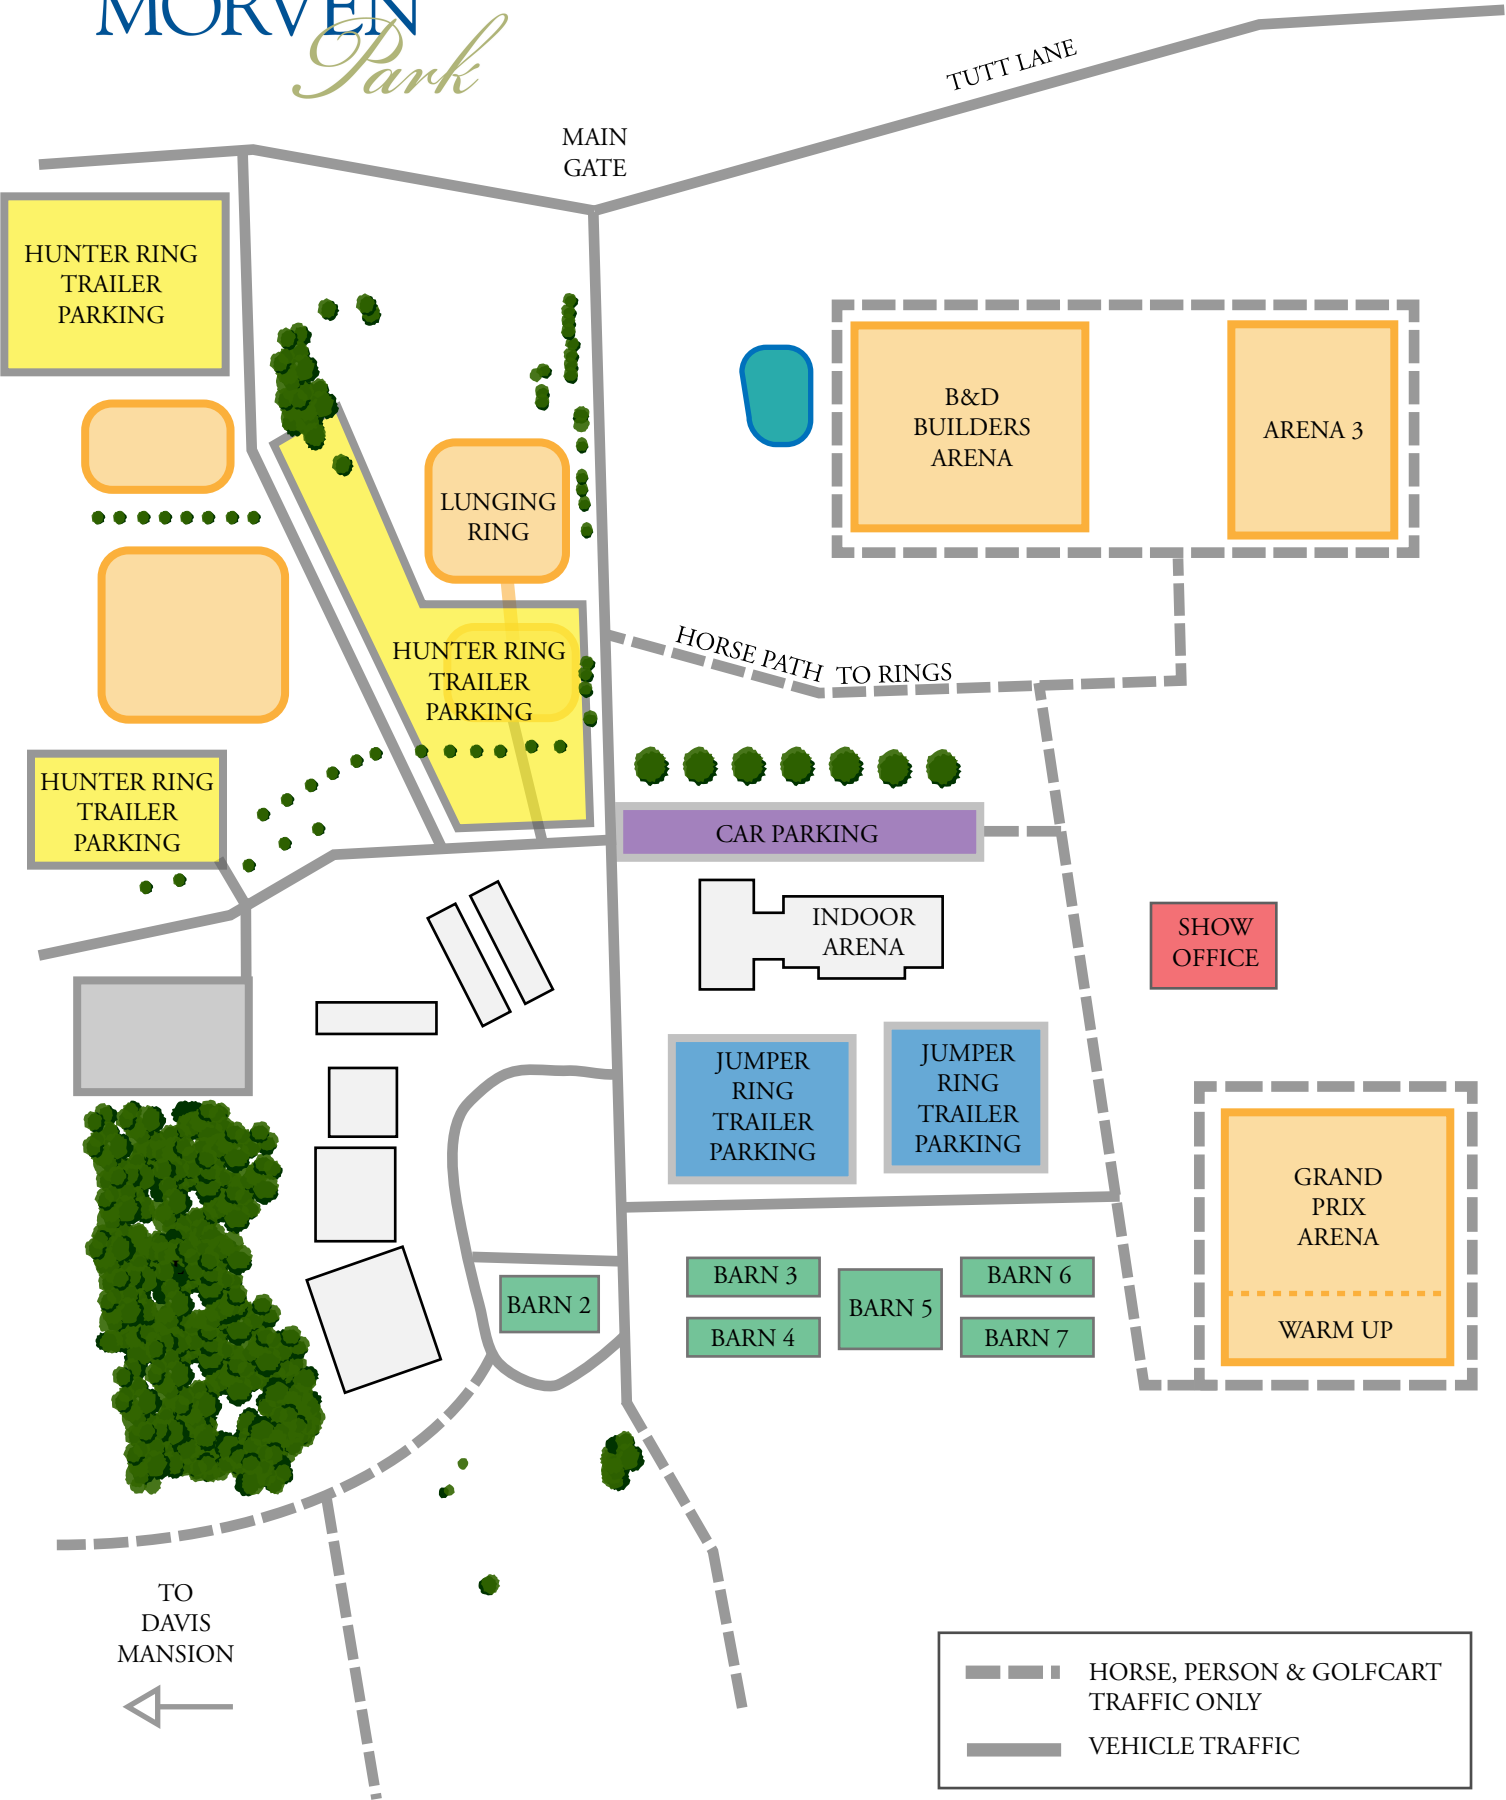 MORVEN
Park
TUTT LANE
MAIN
GATE
HUNTER RING
TRAILER
PARKING
B&D
BUILDERS
ARENA
ARENA 3
LUNGING
RING
HORSE PATH TO RINGS
HUNTER RING
TRAILER
PARKING
HUNTER RING
TRAILER
PARKING
CAR PARKING
INDOOR
ARENA
SHOW
OFFICE
JUMPER
RING
TRAILER
PARKING
JUMPER
RING
TRAILER
PARKING
GRAND
PRIX
ARENA
WARM UP
BARN 2
BARN 3
BARN 4
BARN 5
BARN 6
BARN 7
TO
DAVIS
MANSION
HORSE, PERSON & GOLFCART
TRAFFIC ONLY
VEHICLE TRAFFIC